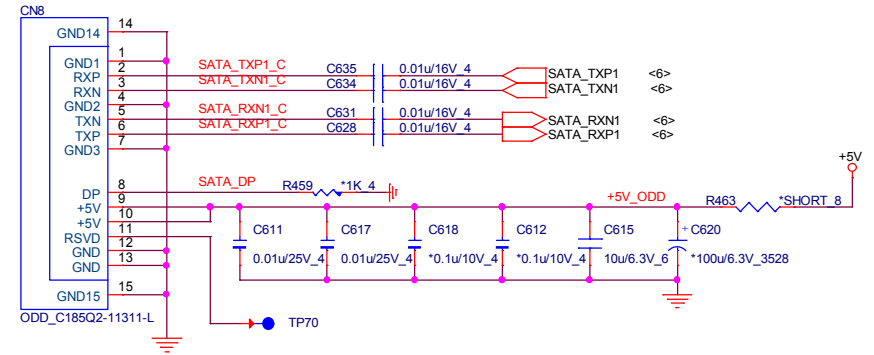 CN8
GND14 14
GND1 1
RXP 2 SATA_TXP1_C C635 0.01u/16V_4 SATA_TXP1 <6>
RXN 3 SATA_TXN1_C C634 0.01u/16V_4 SATA_TXN1 <6>
GND2 4
TXN 5 SATA_RXN1_C C631 0.01u/16V_4 SATA_RXN1 <6>
TXP 6 SATA_RXP1_C C628 0.01u/16V_4 SATA_RXP1 <6>
GND3 7
+5V
DP 8 SATA_DP R459 *1K_4
+5V 9 +5V_ODD R463 *SHORT_8
+5V 10
RSVD 11 C611 C617 C618 C612 C615 + C620
GND 12
0.01u/25V_4 0.01u/25V_4 *0.1u/10V_4 *0.1u/10V_4 10u/6.3V_6 *100u/6.3V_3528
GND 13
GND15 15
ODD_C185Q2-11311-L
TP70